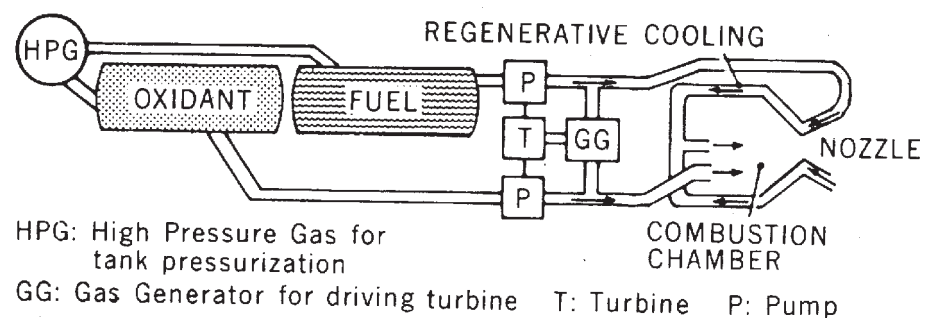 REGENERATIVE COOLING
HPG
OXIDANT
FUEL
P
T
GG
P
NOZZLE
COMBUSTION
CHAMBER
HPG: High Pressure Gas for
tank pressurization
GG: Gas Generator for driving turbine T: Turbine P: Pump